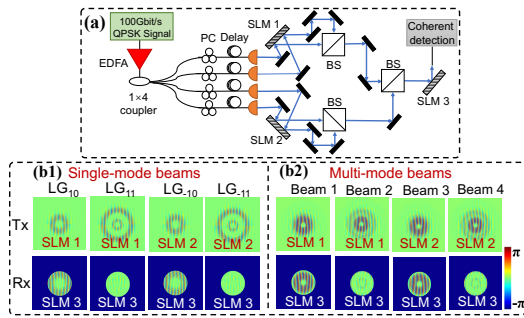 (a)
100Gbit/s
QPSK Signal
EDFA
1×4
coupler
PC Delay
SLM 1
SLM 2
BS
BS
BS
Coherent
detection
SLM 3
(b1) Single-mode beams
LG10 LG11 LG-10 LG-11
Tx
SLM 1 SLM 1 SLM 2 SLM 2
Rx
SLM 3 SLM 3 SLM 3 SLM 3
(b2) Multi-mode beams
Beam 1 Beam 2 Beam 3 Beam 4
SLM 1 SLM 1 SLM 2 SLM 2
SLM 3 SLM 3 SLM 3 SLM 3
π
-π